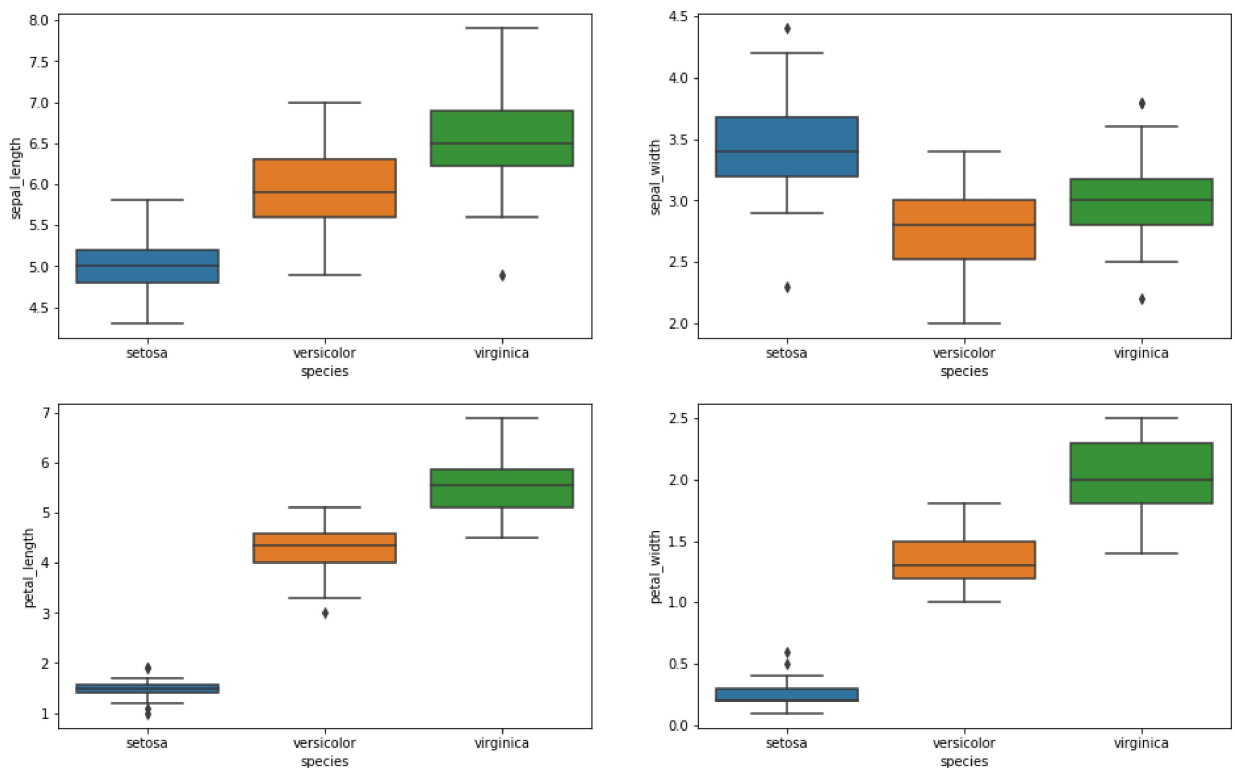 sepal_length
8.0
7.5
7.0
6.5
6.0
5.5
5.0
4.5
setosa versicolor virginica
species
sepal_width
4.5
4.0
3.5
3.0
2.5
2.0
setosa versicolor virginica
species
petal_length
7
6
5
4
3
2
1
setosa versicolor virginica
species
petal_width
2.5
2.0
1.5
1.0
0.5
0.0
setosa versicolor virginica
species